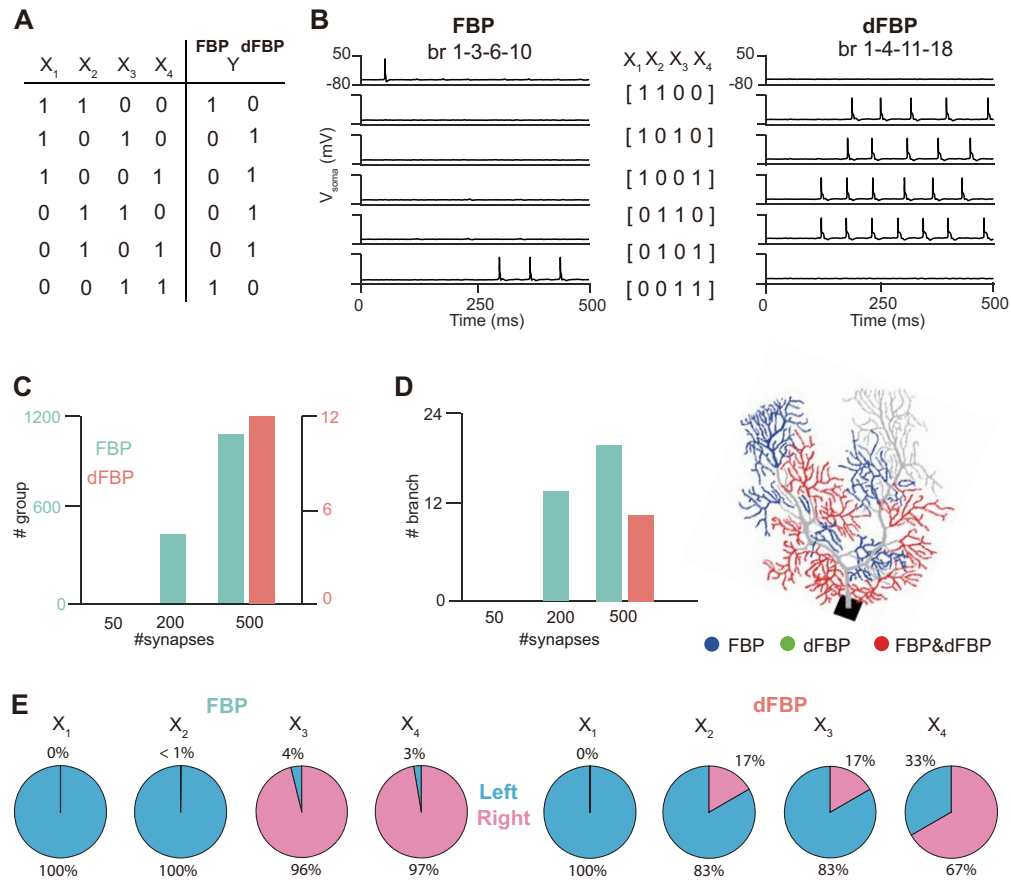 A
FBP dFBP
X1 X2 X3 X4 Y
1 1 0 0 1 0
1 0 1 0 0 1
1 0 0 1 0 1
0 1 1 0 0 1
0 1 0 1 0 1
0 0 1 1 1 0
B
FBP
br 1-3-6-10
50
-80
Vsoma (mV)
0 250 500
Time (ms)
X1 X2 X3 X4
[ 1 1 0 0 ]
[ 1 0 1 0 ]
[ 1 0 0 1 ]
[ 0 1 1 0 ]
[ 0 1 0 1 ]
[ 0 0 1 1 ]
dFBP
br 1-4-11-18
50
-80
0 250 500
Time (ms)
C
# group
1200
600
0
FBP
dFBP
12
6
0
50 200 500
#synapses
D
# branch
24
12
0
50 200 500
#synapses
FBP dFBP FBP&dFBP
E
FBP
X1 X2 X3 X4
0% < 1% 4% 3%
100% 100% 96% 97%
Left
Right
dFBP
X1 X2 X3 X4
0% 17% 17% 33%
100% 83% 83% 67%